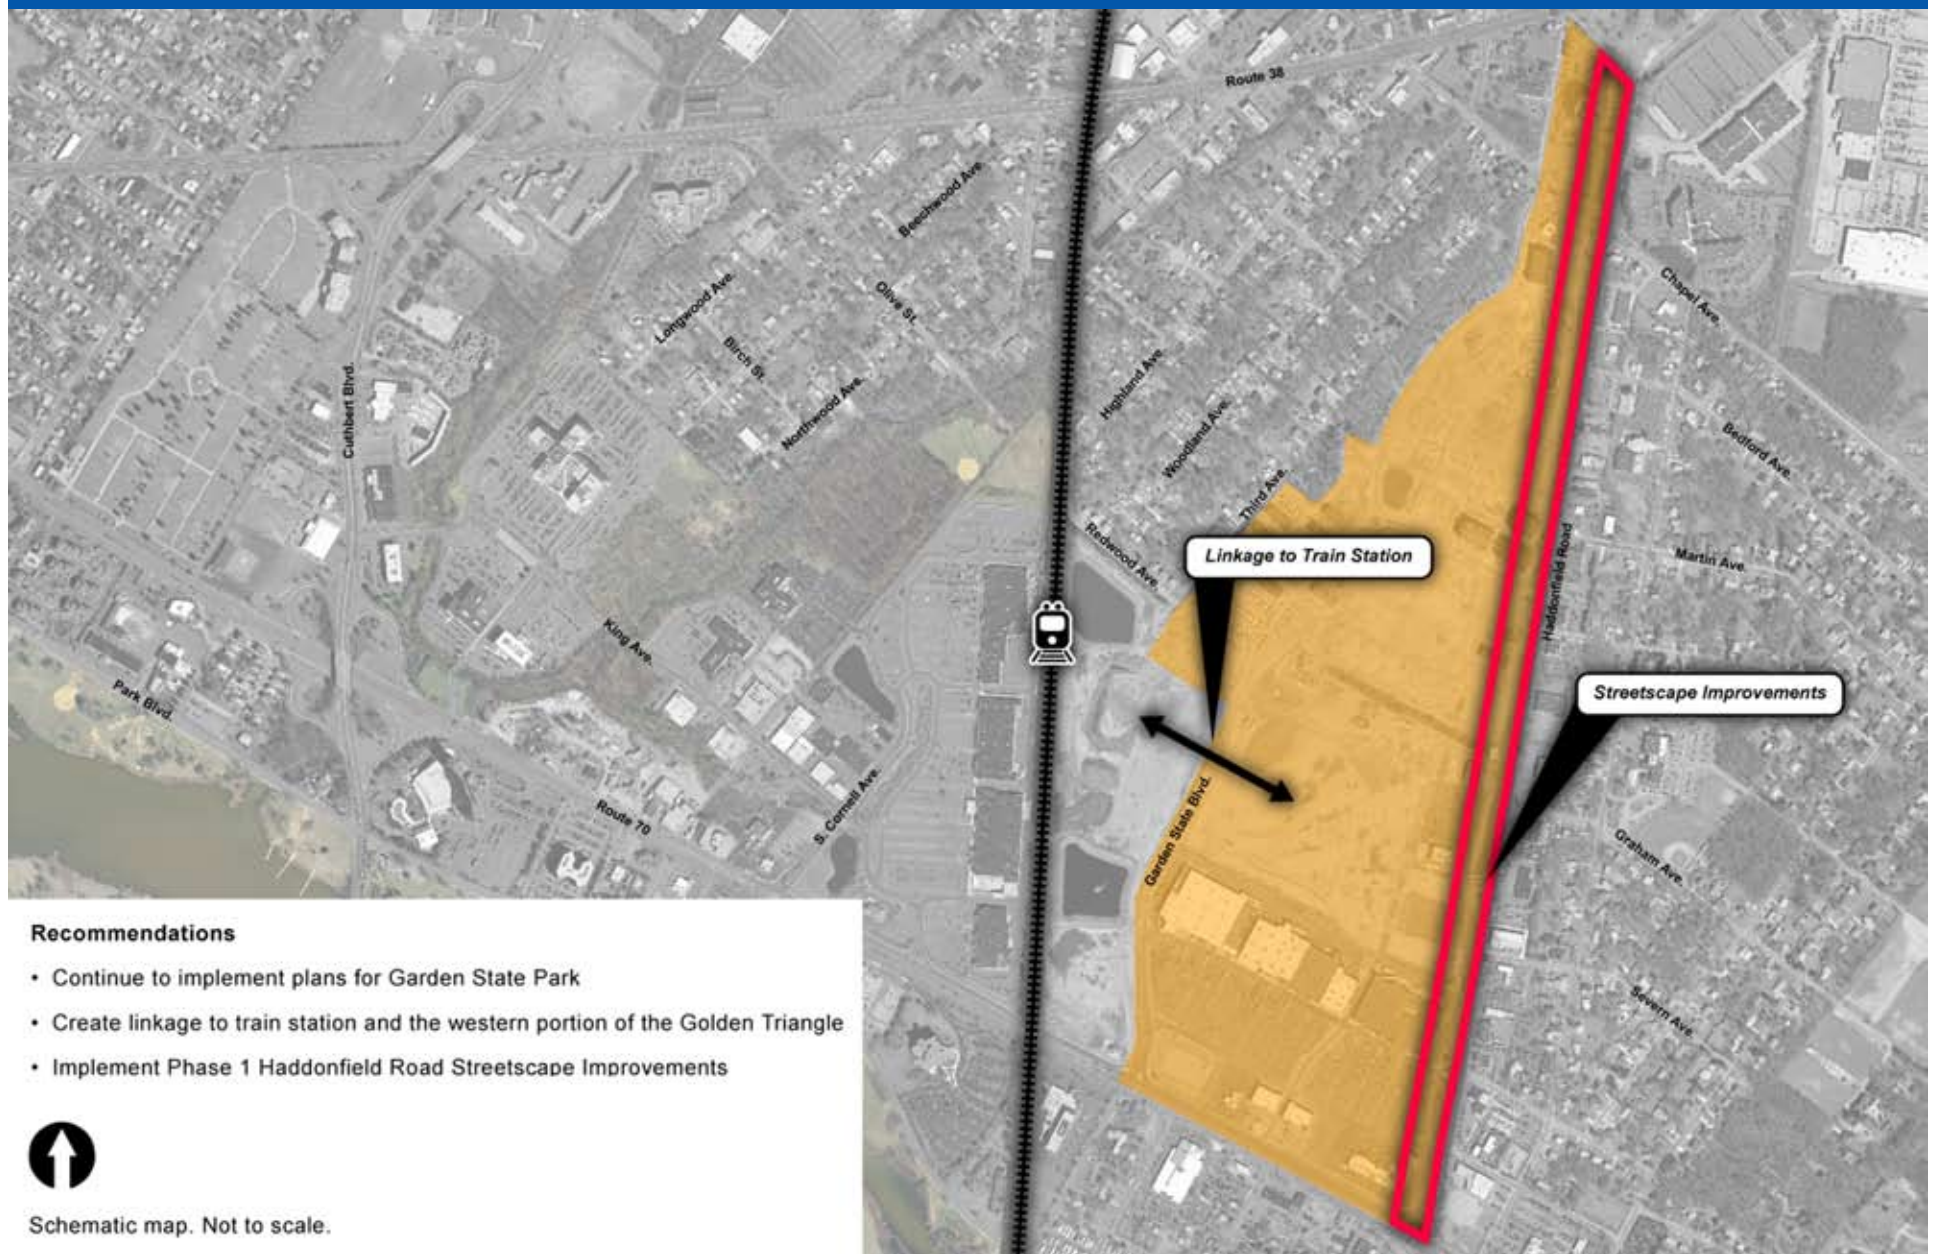 Route 38
Beechwood Ave.
Chapel Ave.
Longwood Ave.
Olive St.
Birch St.
Cuthbert Blvd.
Northwood Ave.
Highland Ave.
Woodland Ave.
Bedford Ave.
Third Ave.
Redwood Ave.
Linkage to Train Station
Haddonfield Road
Martin Ave.
King Ave.
Park Blvd.
Streetscape Improvements
Route 70
S. Cornell Ave.
Garden State Blvd.
Graham Ave.
Severn Ave.
Recommendations
• Continue to implement plans for Garden State Park
• Create linkage to train station and the western portion of the Golden Triangle
• Implement Phase 1 Haddonfield Road Streetscape Improvements
Schematic map. Not to scale.